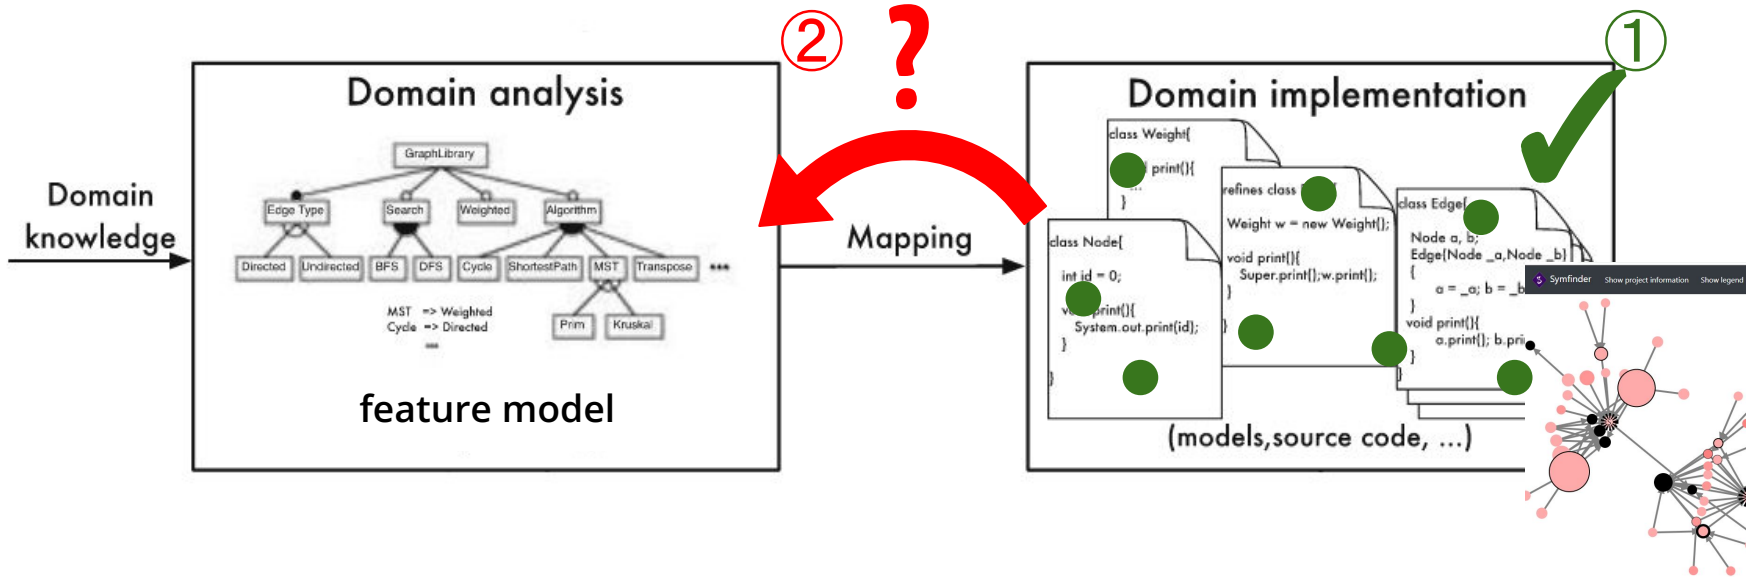 ② ?
①
Domain analysis
GraphLibrary
Edge Type Search Weighted Algorithm
Directed Undirected BFS DFS Cycle ShortestPath MST Transpose •••
MST => Weighted
Cycle => Directed
•••
Prim Kruskal
feature model
Domain
knowledge
Mapping
Domain implementation
class Weight{
print(){
...
}
refines class
Weight w = new Weight();
void print(){
Super.print();w.print();
}
}
class Edge{
Node a, b;
Edge(Node _a,Node _b)
{
a = _a; b = _b
}
void print(){
a.print(); b.pri
}
}
class Node{
int id = 0;
print(){
System.out.print(id);
}
}
(models,source code, ...)
Symfinder Show project information Show legend